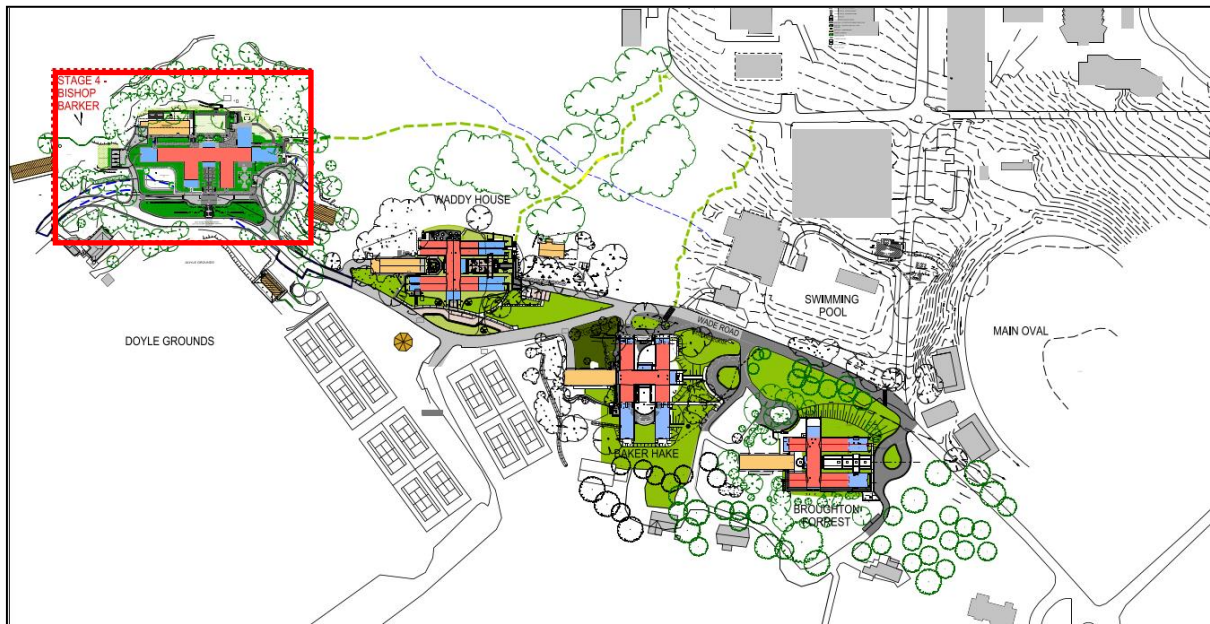 STAGE 4 -
BISHOP
BARKER
WADDY HOUSE
DOYLE GROUNDS
SWIMMING
POOL
MAIN OVAL
WADE ROAD
BAKER HAKE
BROUGHTON
FORREST